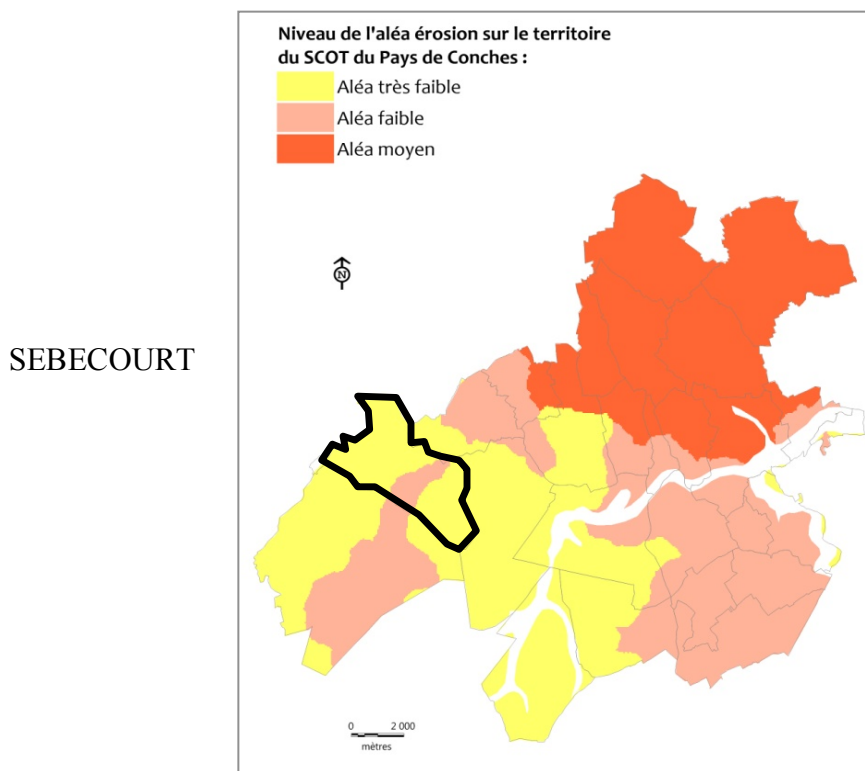 Niveau de l'aléa érosion sur le territoire
du SCOT du Pays de Conches :
Aléa très faible
Aléa faible
Aléa moyen
N
SEBECOURT
0 2 000
mètres